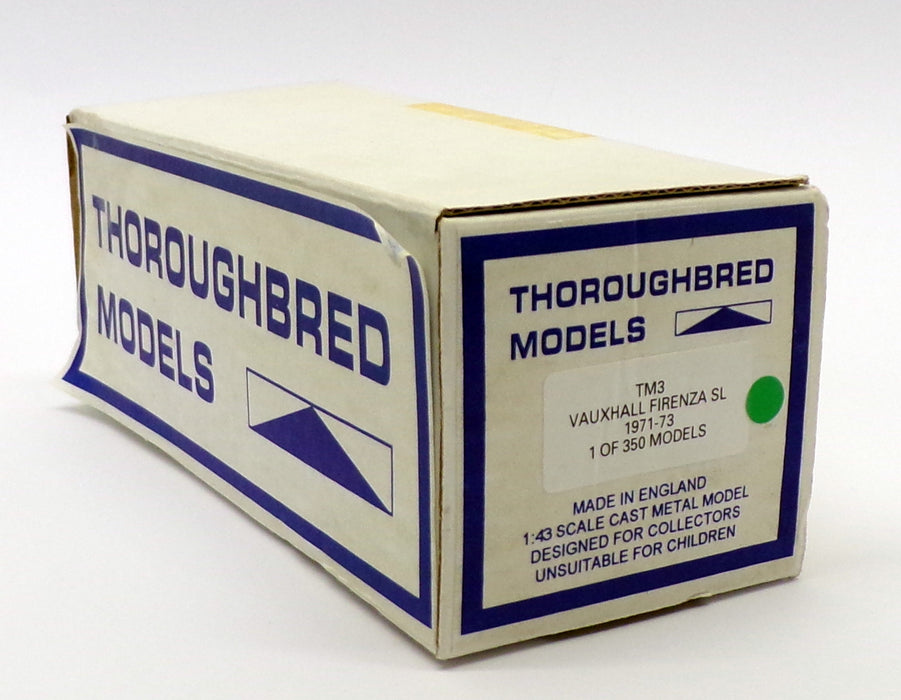 THOROUGHBRED
MODELS
THOROUGHBRED
MODELS
TM3
VAUXHALL FIRENZA SL
1971-73
1 OF 350 MODELS
MADE IN ENGLAND
1:43 SCALE CAST METAL MODEL
DESIGNED FOR COLLECTORS
UNSUITABLE FOR CHILDREN